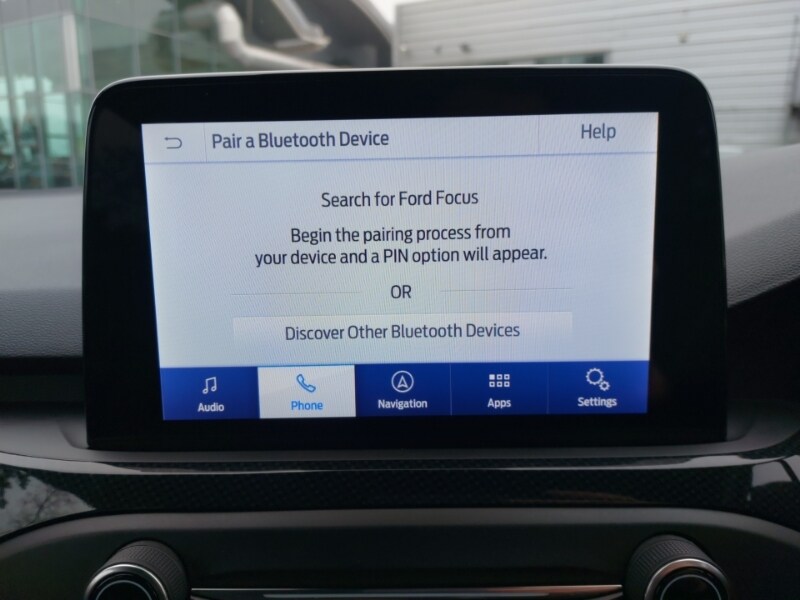 Pair a Bluetooth Device
Help
Search for Ford Focus
Begin the pairing process from
your device and a PIN option will appear.
OR
Discover Other Bluetooth Devices
Audio
Phone
Navigation
Apps
Settings